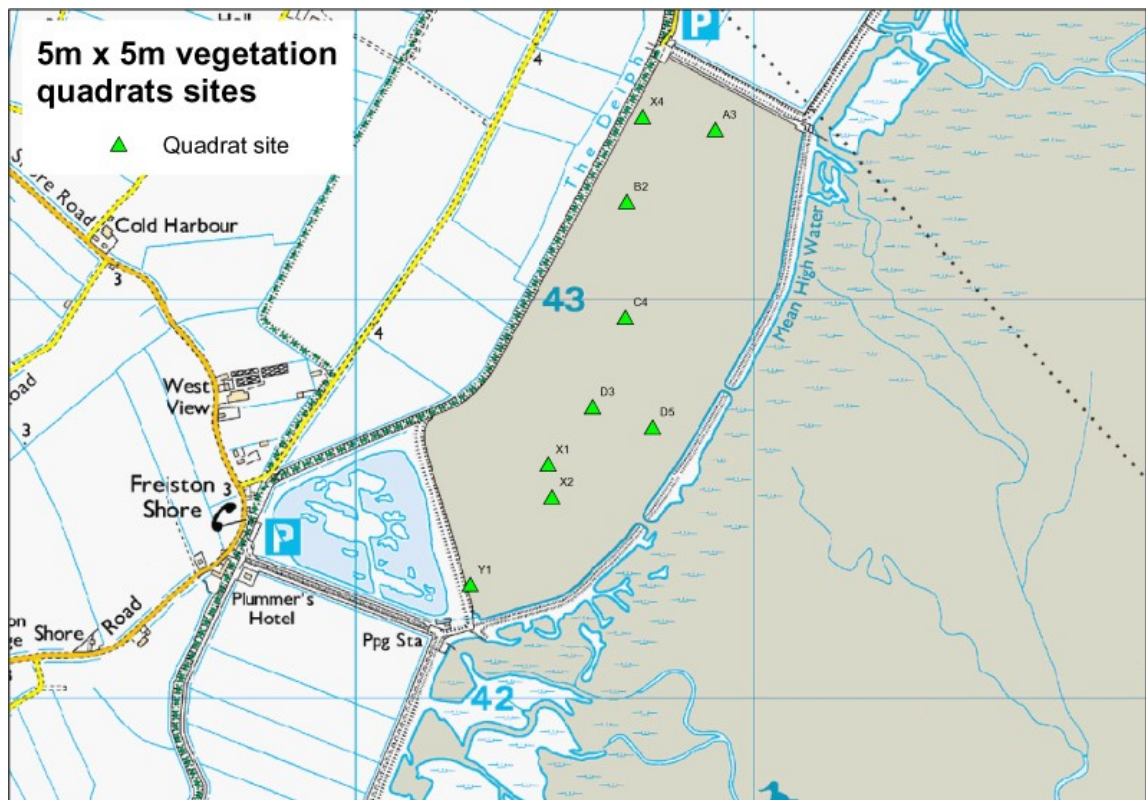 5m x 5m vegetation
quadrats sites
Quadrat site
P
4
The Delph
X4
A3
Shore Road
B2
Cold Harbour
3
Mean High Water
43
C4
4
West
View
D3
D5
3
X1
Freiston
Shore
3
X2
P
Y1
Plummer's
Hotel
Shore
Road
Ppg Sta
42